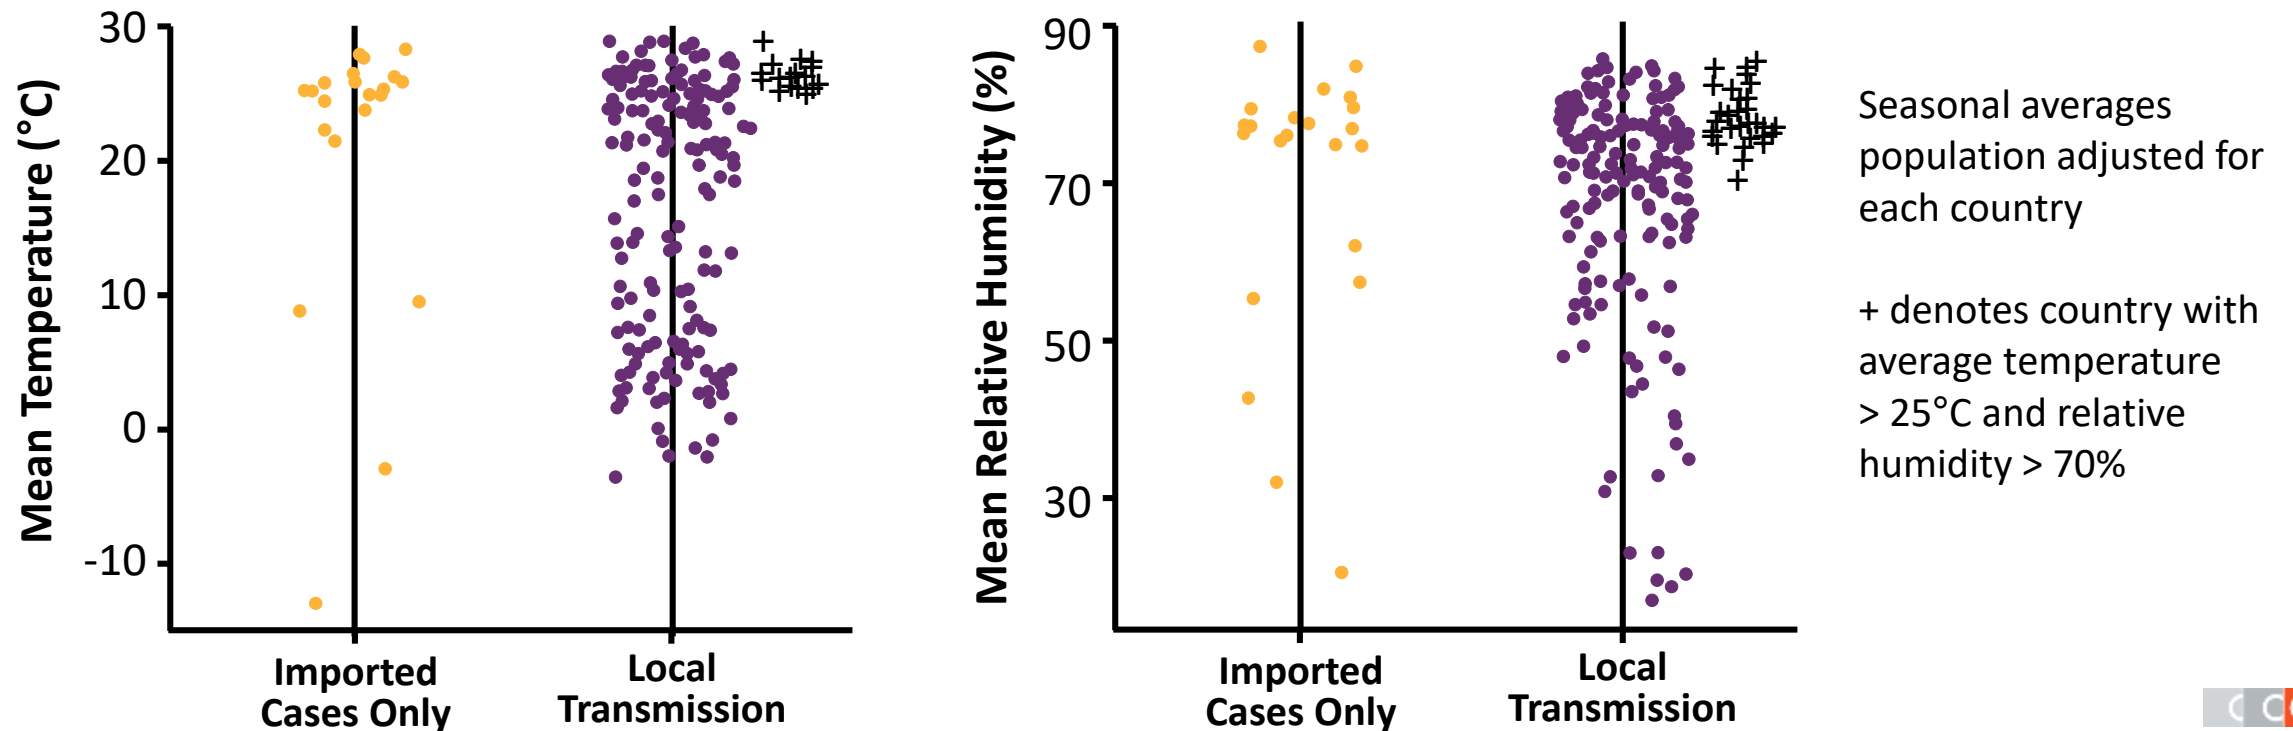 Mean Temperature (°C)
30
20
10
0
-10
Imported
Cases Only
Local
Transmission
Mean Relative Humidity (%)
90
70
50
30
Imported
Cases Only
Local
Transmission
Seasonal averages
population adjusted for
each country
+ denotes country with
average temperature
> 25°C and relative
humidity > 70%